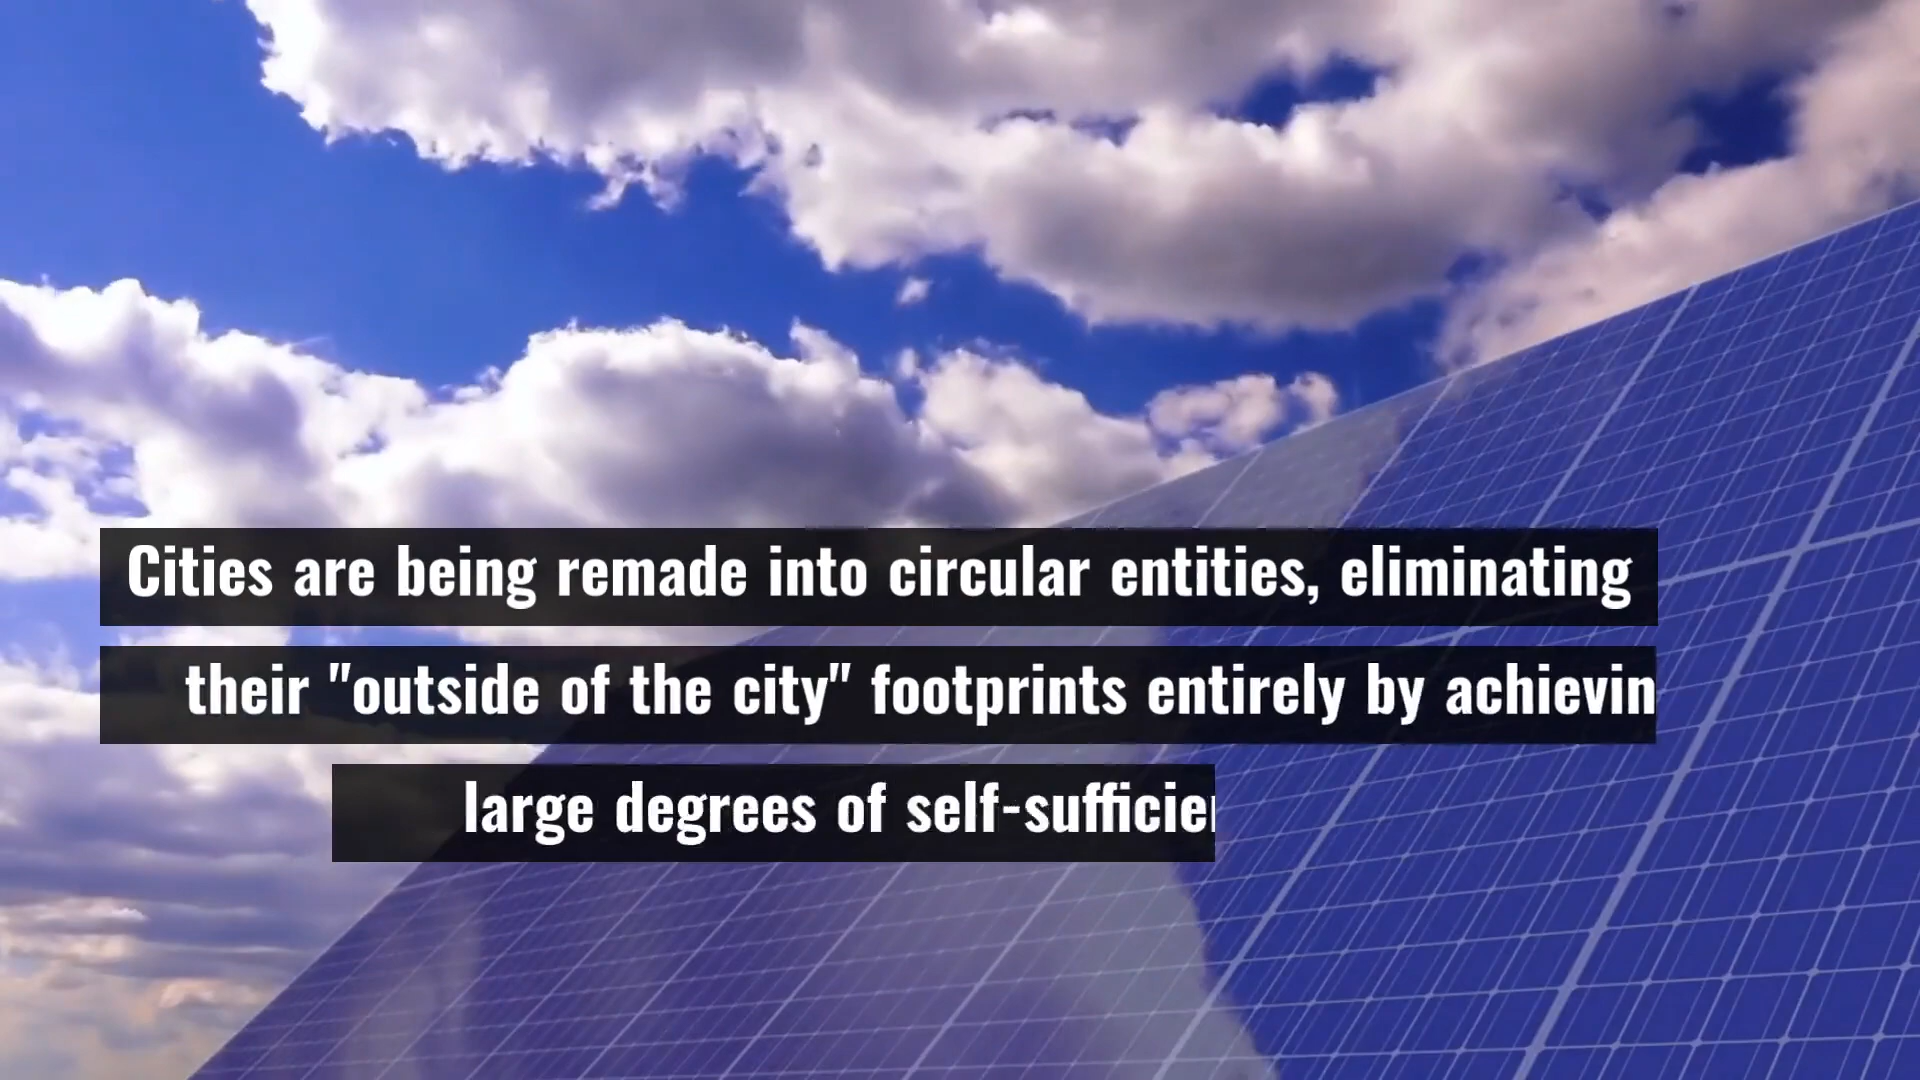 Cities are being remade into circular entities, eliminating
their "outside of the city" footprints entirely by achievin
large degrees of self-sufficie